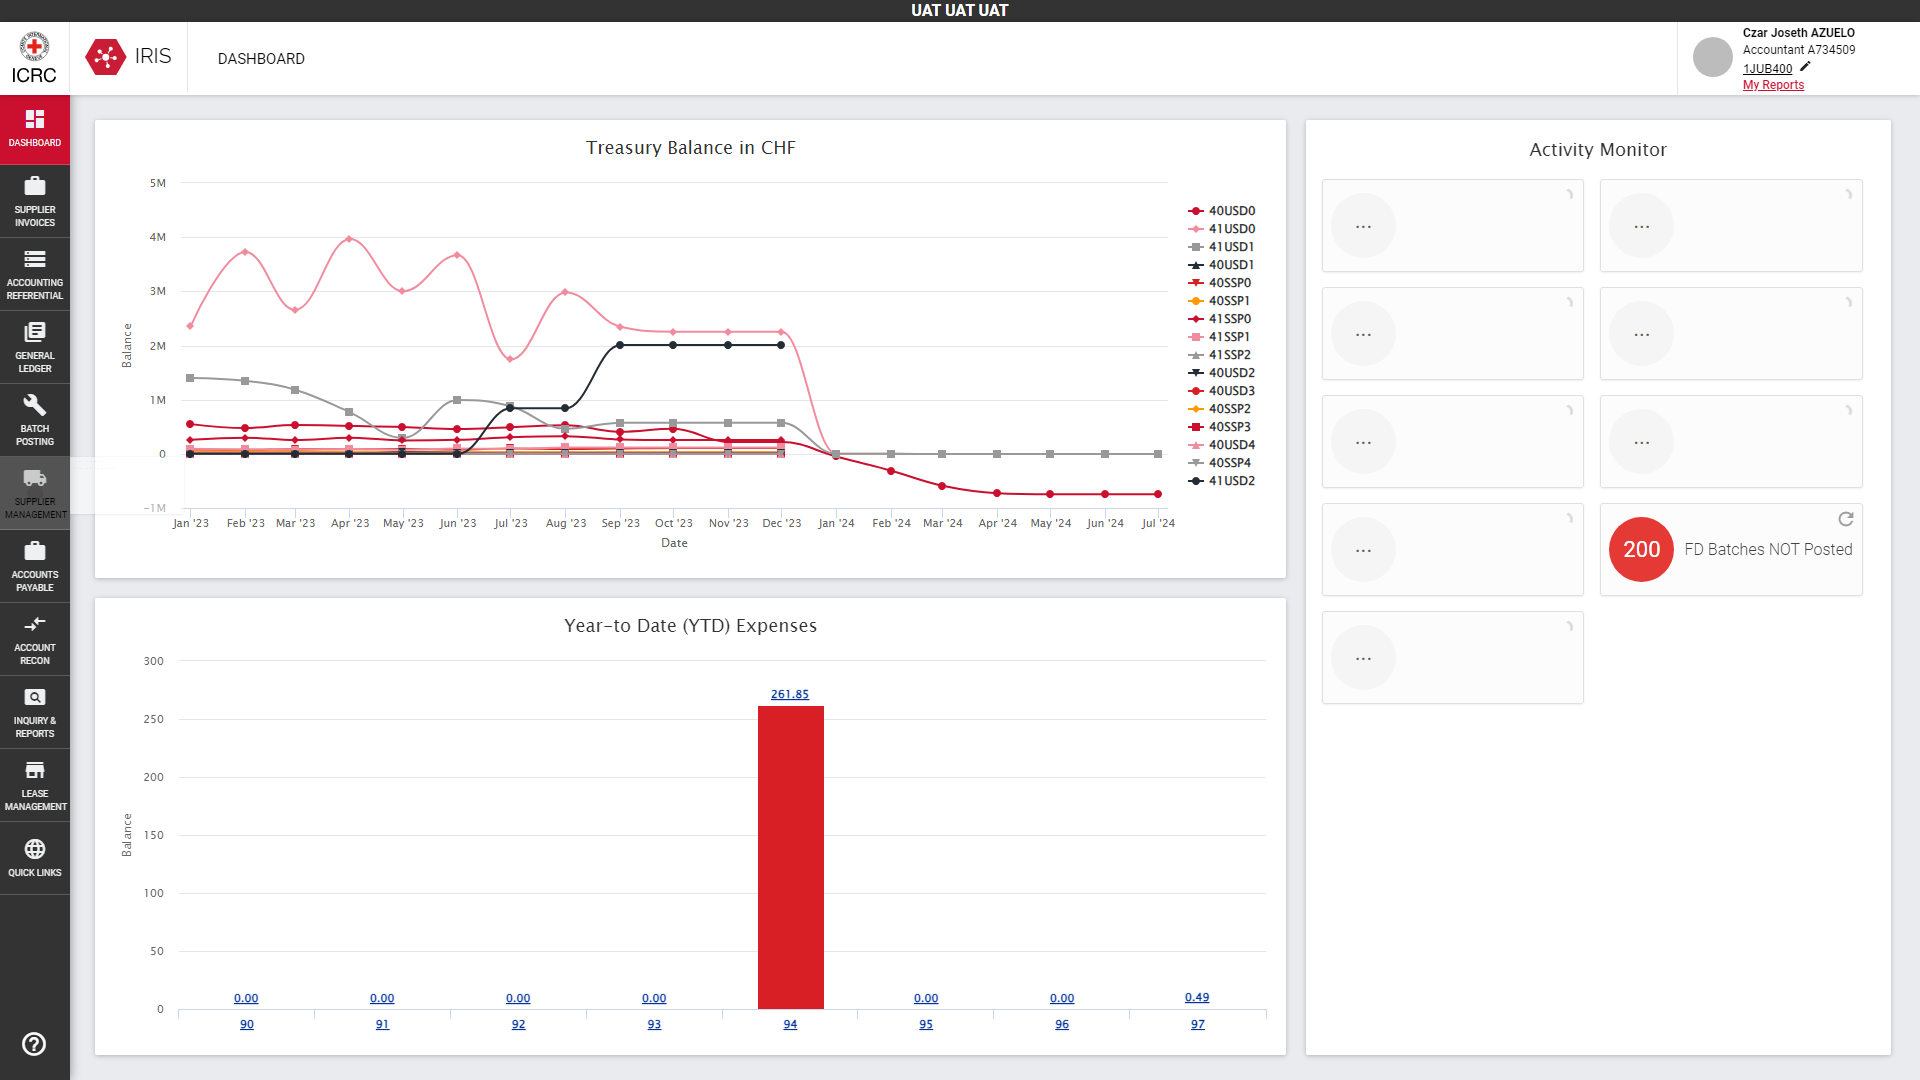 UAT UAT UAT
ICRC
IRIS
DASHBOARD
Czar Joseth AZUELO
Accountant A734509
1JUB400
My Reports
DASHBOARD
SUPPLIER
INVOICES
ACCOUNTING
REFERENTIAL
GENERAL
LEDGER
BATCH
POSTING
SUPPLIER
MANAGEMENT
ACCOUNTS
PAYABLE
ACCOUNT
RECON
INQUIRY &
REPORTS
LEASE
MANAGEMENT
QUICK LINKS
Treasury Balance in CHF
5M
4M
3M
2M
1M
0
-1M
Balance
Jan '23 Feb '23 Mar '23 Apr '23 May '23 Jun '23 Jul '23 Aug '23 Sep '23 Oct '23 Nov '23 Dec '23 Jan '24 Feb '24 Mar '24 Apr '24 May '24 Jun '24 Jul '24
Date
40USD0
41USD0
41USD1
40USD1
40SSP0
40SSP1
41SSP0
41SSP1
41SSP2
40USD2
40USD3
40SSP2
40SSP3
40USD4
40SSP4
41USD2
Year-to Date (YTD) Expenses
300
250
200
150
100
50
0
Balance
0.00 0.00 0.00 0.00 261.85 0.00 0.00 0.49
90 91 92 93 94 95 96 97
Activity Monitor
... ...
... ...
... ...
... 200 FD Batches NOT Posted
...